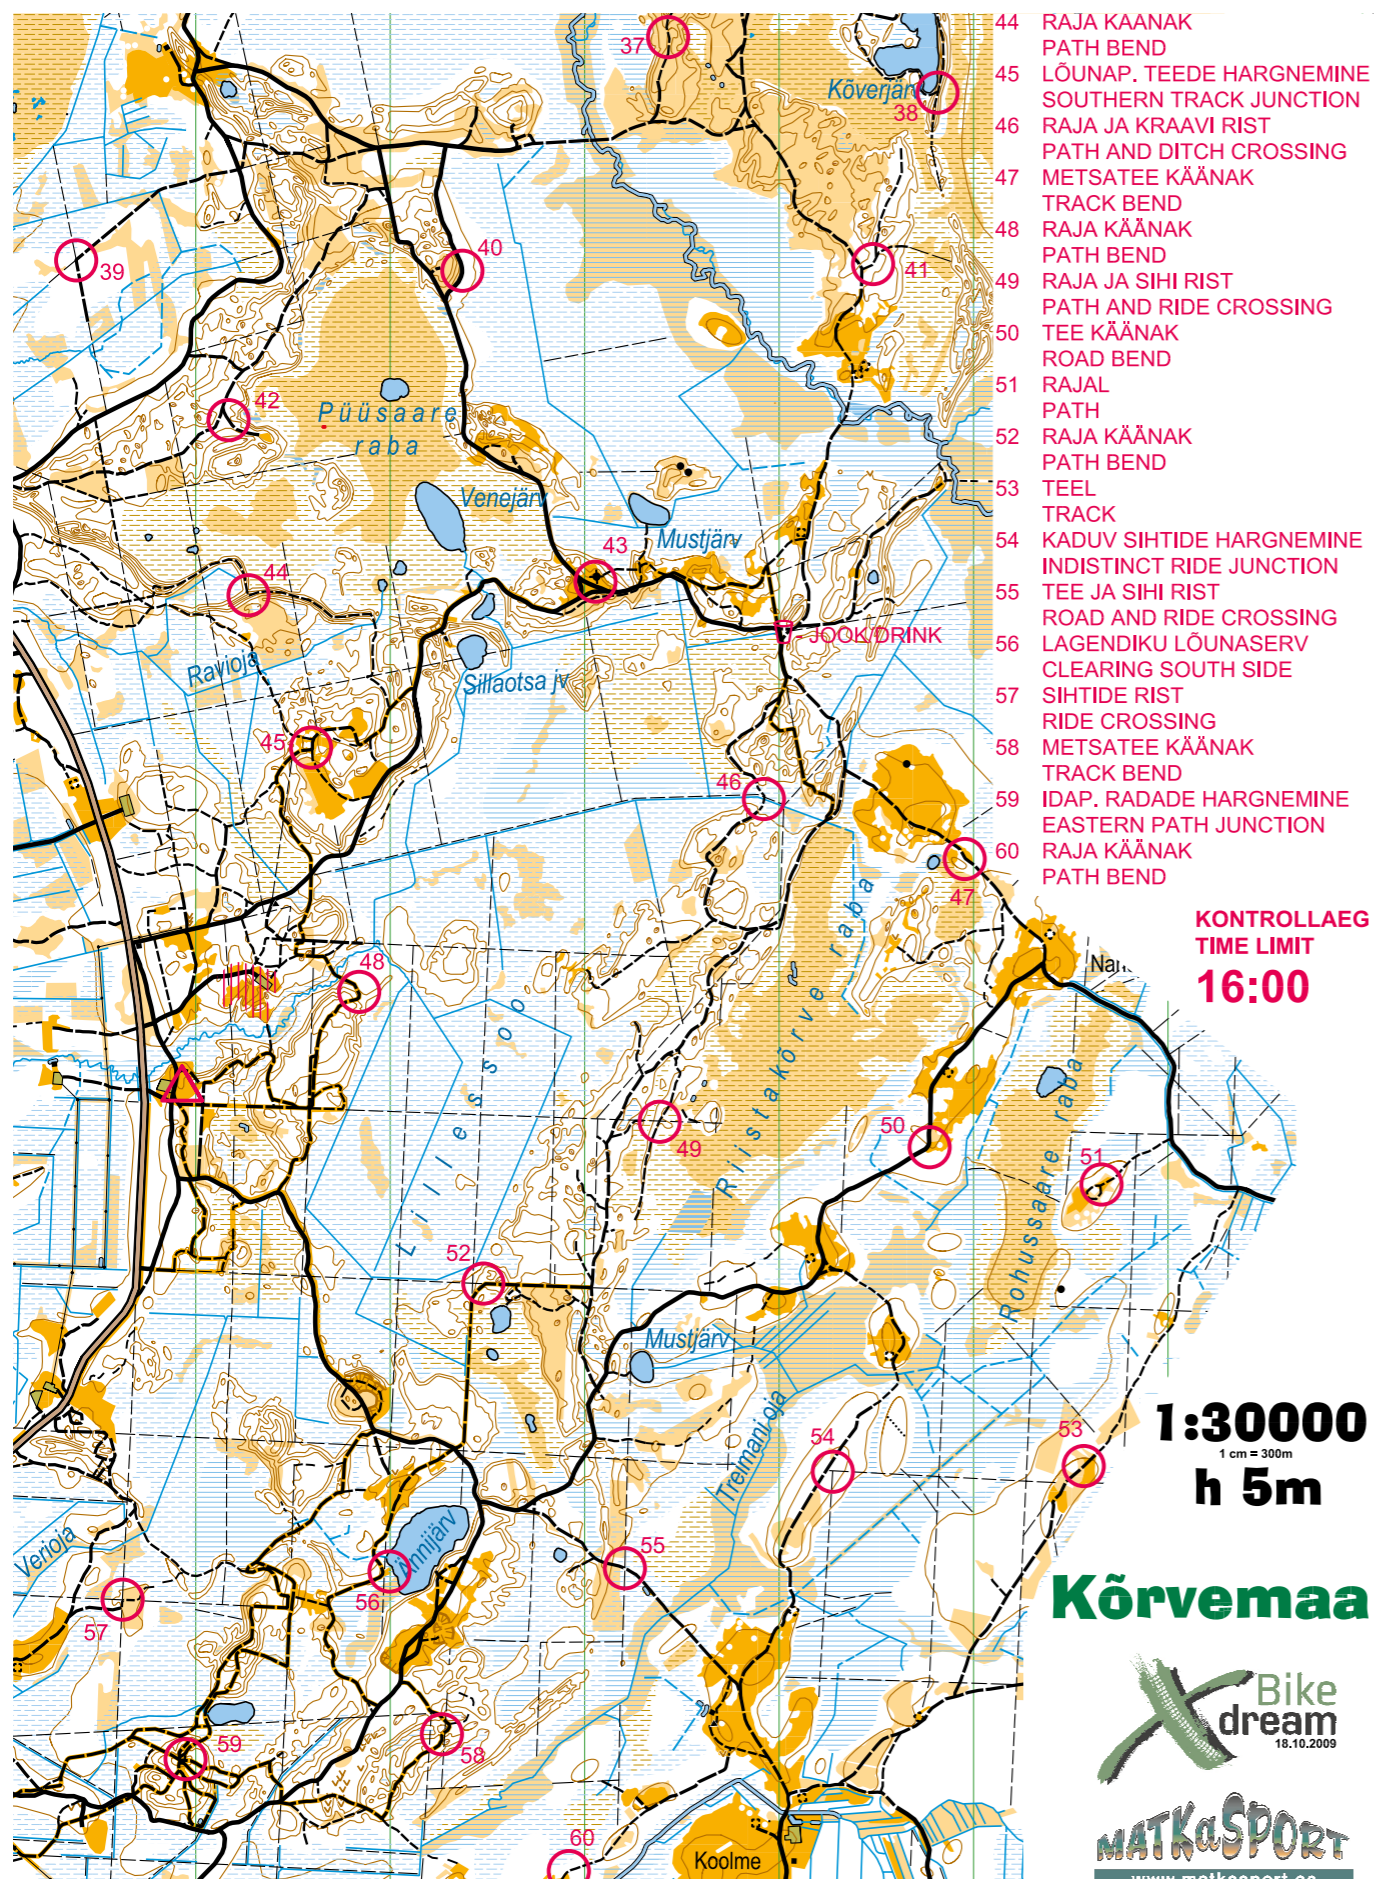 44 RAJA KÄÄNAK
PATH BEND
45 LÕUNAP. TEEDE HARGNEMINE
SOUTHERN TRACK JUNCTION
46 RAJA JA KRAAVI RIST
PATH AND DITCH CROSSING
47 METSATEE KÄÄNAK
TRACK BEND
48 RAJA KÄÄNAK
PATH BEND
49 RAJA JA SIHI RIST
PATH AND RIDE CROSSING
50 TEE KÄÄNAK
ROAD BEND
51 RAJAL
PATH
52 RAJA KÄÄNAK
PATH BEND
53 TEEL
TRACK
54 KADUV SIHTIDE HARGNEMINE
INDISTINCT RIDE JUNCTION
55 TEE JA SIHI RIST
ROAD AND RIDE CROSSING
56 LAGENDIKU LÕUNASERV
CLEARING SOUTH SIDE
57 SIHTIDE RIST
RIDE CROSSING
58 METSATEE KÄÄNAK
TRACK BEND
59 IDAP. RADADE HARGNEMINE
EASTERN PATH JUNCTION
60 RAJA KÄÄNAK
PATH BEND
KONTROLLAEG
TIME LIMIT
16:00
37
Kõverjärv
38
39
40
41
42
Püüsaare
raba
Venejärv
43
Mustjärv
44
JOOK/DRINK
Ravioja
Sillaotsa jv
45
46
47
48
Liiessoo
Riistakõrve raba
49
50
51
Rohussaare raba
52
Mustjärv
Treimani oja
53
54
1:30000
1 cm = 300m
h 5m
Verioja
Ännijärv
55
56
57
Kõrvemaa
58
59
60
Koolme
X Bike
dream
18.10.2009
MATKaSPORT
www.matkasport.ee